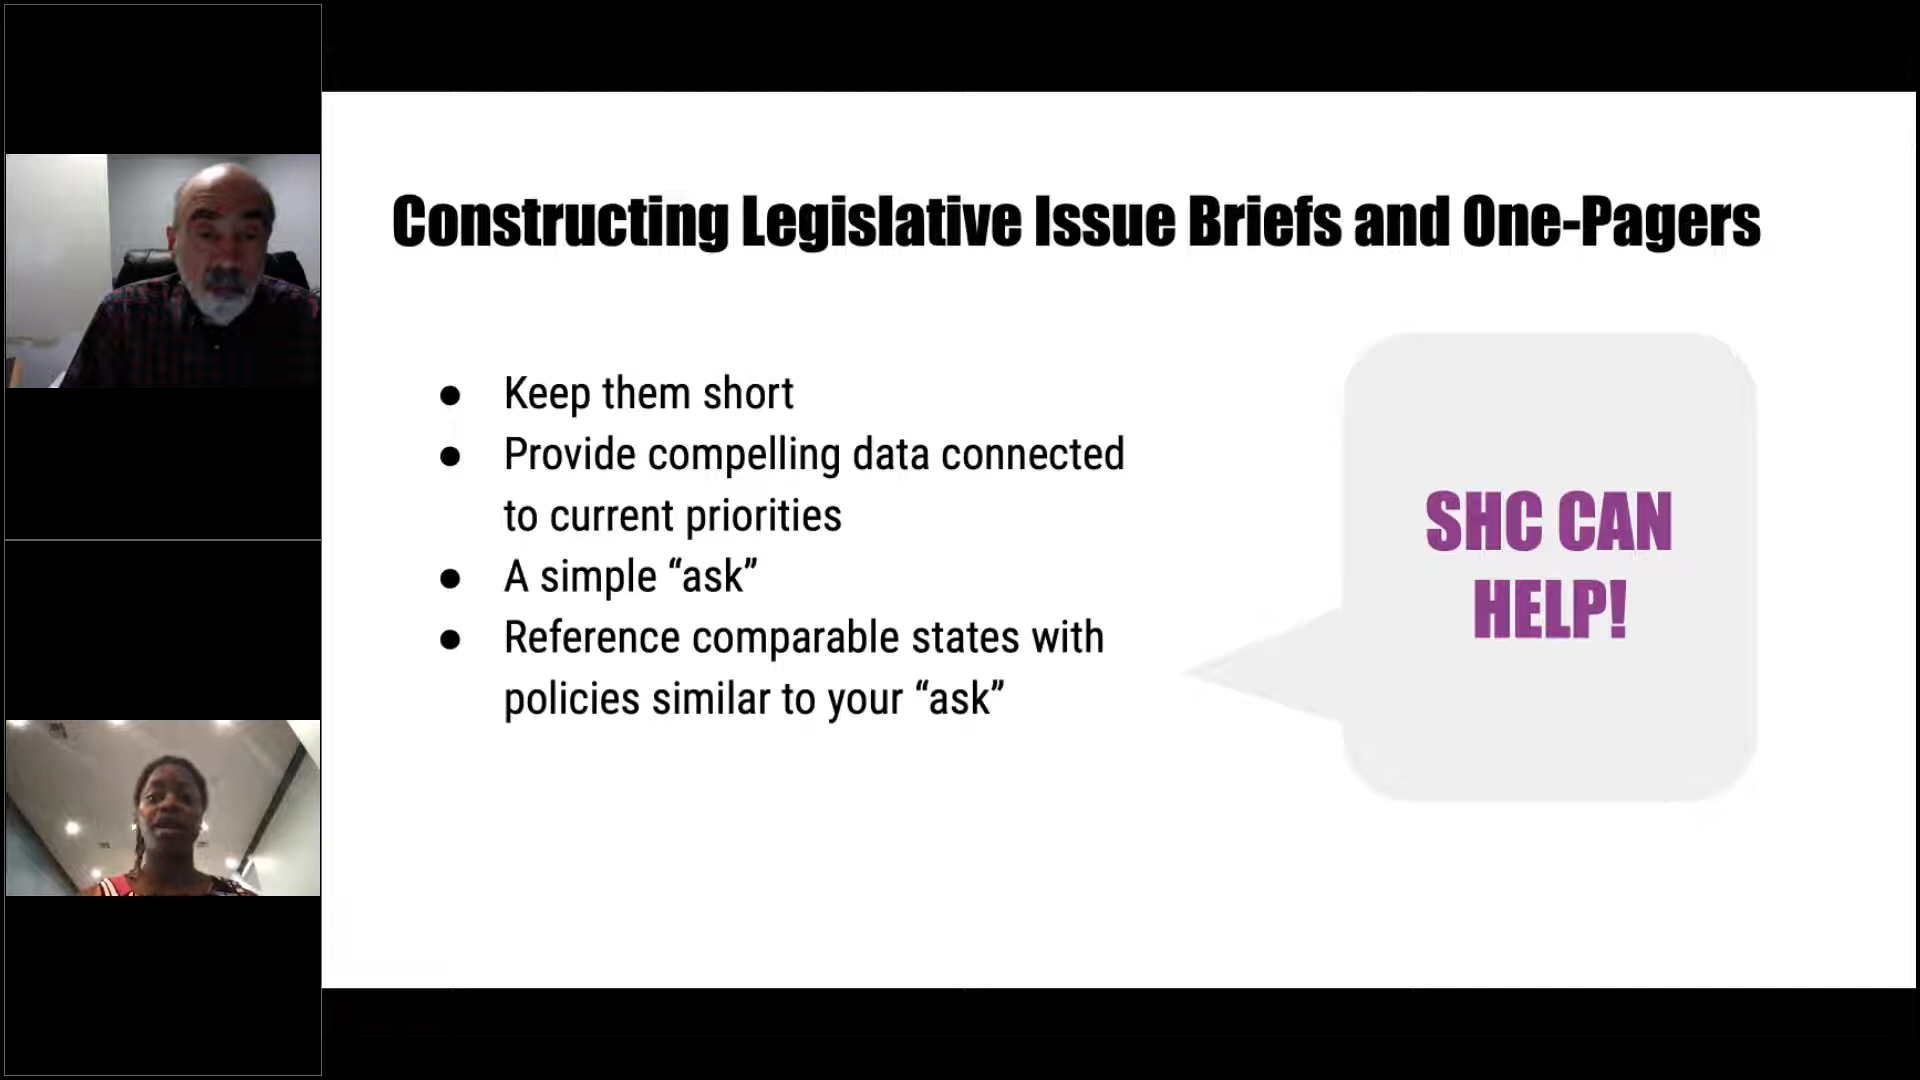 Constructing Legislative Issue Briefs and One-Pagers
● Keep them short
● Provide compelling data connected
to current priorities
● A simple “ask”
● Reference comparable states with
policies similar to your “ask”
SHC CAN
HELP!